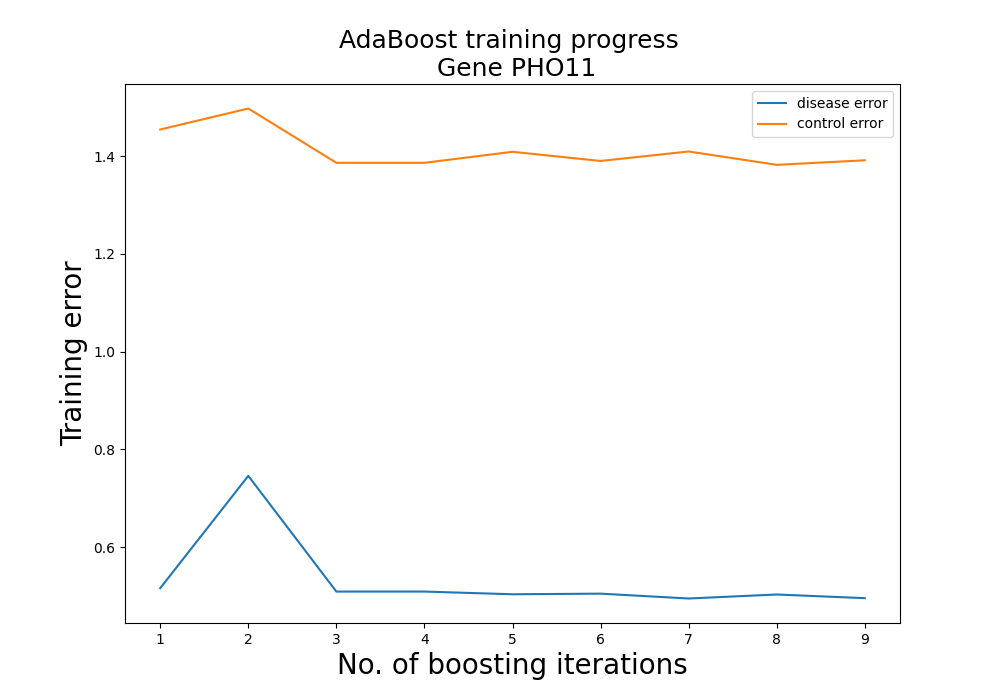 AdaBoost training progress
Gene PHO11
disease error
control error
Training error
1.4
1.2
1.0
0.8
0.6
1 2 3 4 5 6 7 8 9
No. of boosting iterations